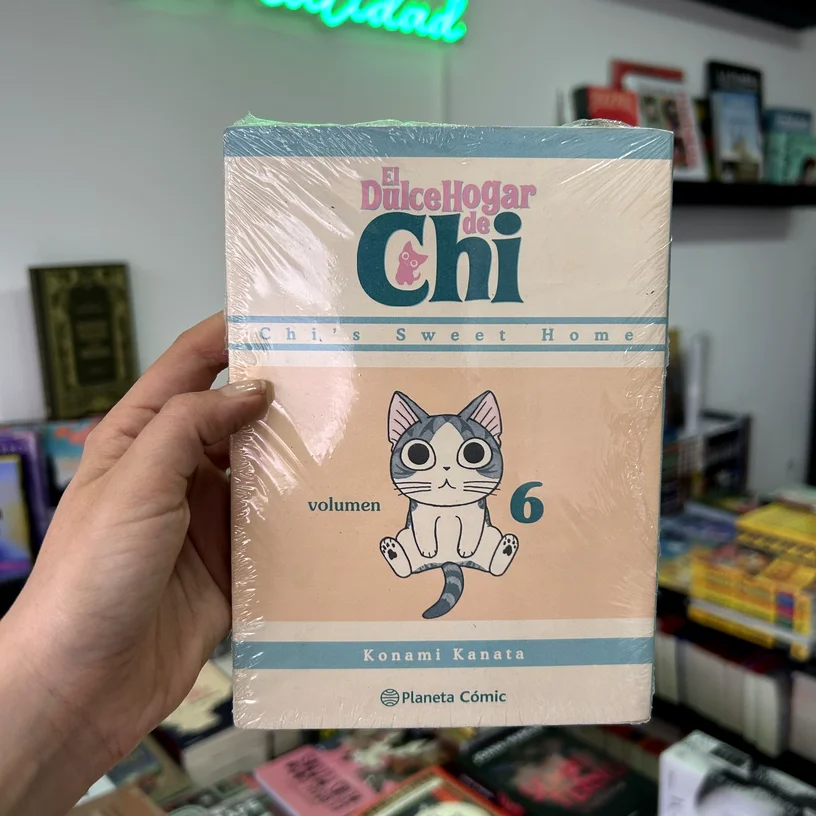 El
DulceHogar
de
Chi
Chi's Sweet Home
volumen 6
Konami Kanata
Planeta Cómic